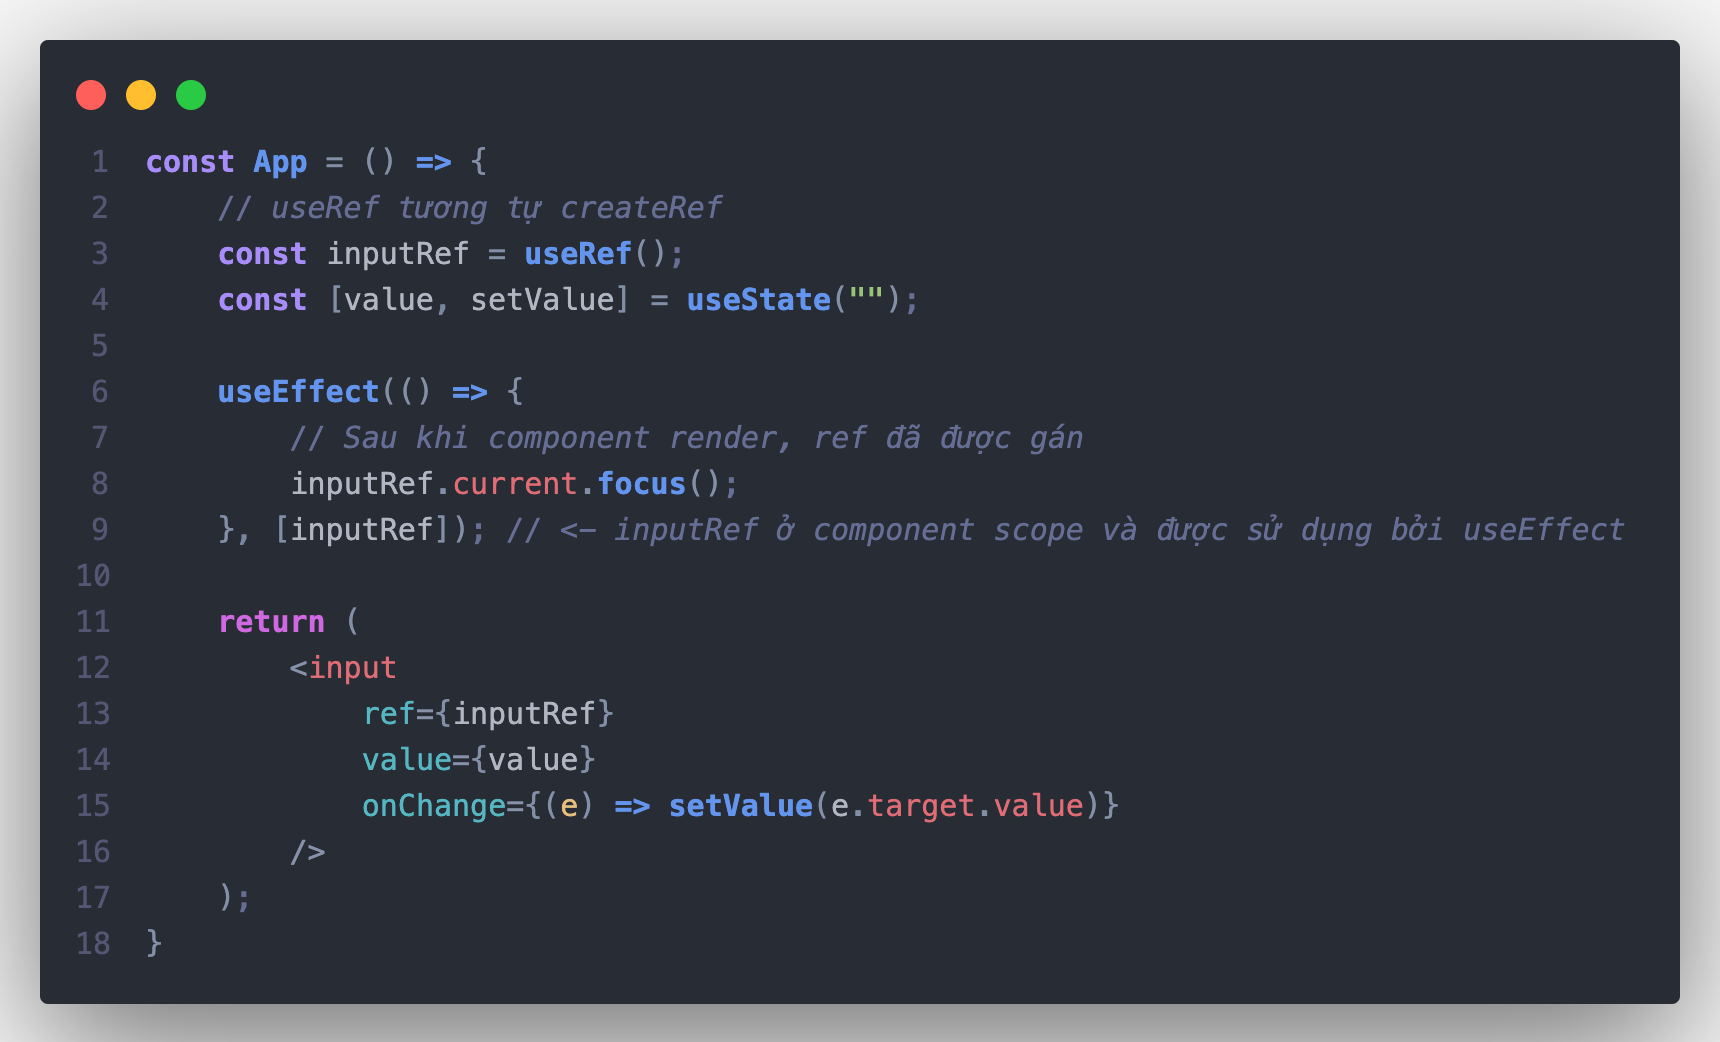 1 const App = () => {
2     // useRef tương tự createRef
3     const inputRef = useRef();
4     const [value, setValue] = useState("");
5
6     useEffect(() => {
7         // Sau khi component render, ref đã được gán
8         inputRef.current.focus();
9     }, [inputRef]); // <- inputRef ở component scope và được sử dụng bởi useEffect
10
11     return (
12         <input
13             ref={inputRef}
14             value={value}
15             onChange={(e) => setValue(e.target.value)}
16         />
17     );
18 }